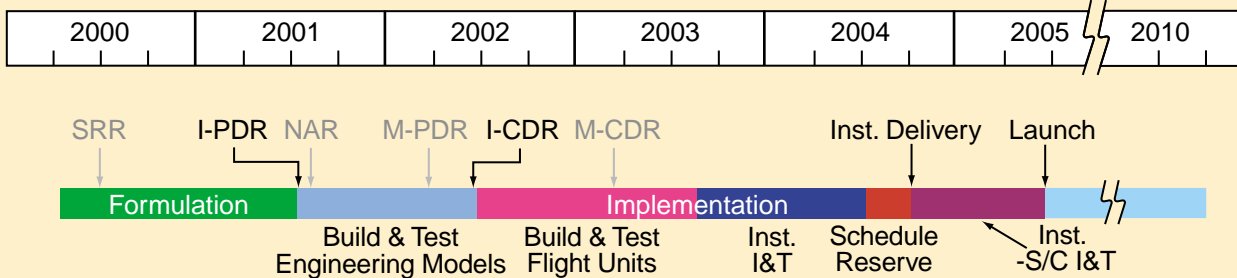 2000 2001 2002 2003 2004 2005 2010
SRR I-PDR NAR M-PDR I-CDR M-CDR Inst. Delivery Launch
Formulation Implementation
Build & Test Build & Test Inst. Schedule Inst.
Engineering Models Flight Units I&T Reserve -S/C I&T